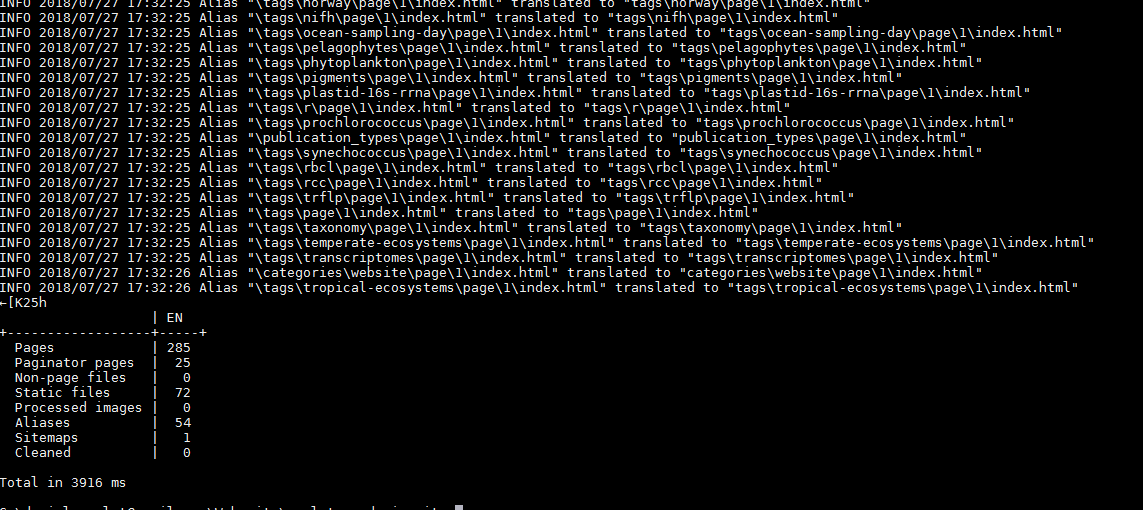 INFO 2018/07/27 17:32:25 Alias "\tags\norway\page\1\index.html" translated to "tags\norway\page\1\index.html"
INFO 2018/07/27 17:32:25 Alias "\tags\nifh\page\1\index.html" translated to "tags\nifh\page\1\index.html"
INFO 2018/07/27 17:32:25 Alias "\tags\ocean-sampling-day\page\1\index.html" translated to "tags\ocean-sampling-day\page\1\index.html"
INFO 2018/07/27 17:32:25 Alias "\tags\pelagophytes\page\1\index.html" translated to "tags\pelagophytes\page\1\index.html"
INFO 2018/07/27 17:32:25 Alias "\tags\phytoplankton\page\1\index.html" translated to "tags\phytoplankton\page\1\index.html"
INFO 2018/07/27 17:32:25 Alias "\tags\pigments\page\1\index.html" translated to "tags\pigments\page\1\index.html"
INFO 2018/07/27 17:32:25 Alias "\tags\plastid-16s-rrna\page\1\index.html" translated to "tags\plastid-16s-rrna\page\1\index.html"
INFO 2018/07/27 17:32:25 Alias "\tags\r\page\1\index.html" translated to "tags\r\page\1\index.html"
INFO 2018/07/27 17:32:25 Alias "\tags\prochlorococcus\page\1\index.html" translated to "tags\prochlorococcus\page\1\index.html"
INFO 2018/07/27 17:32:25 Alias "\publication_types\page\1\index.html" translated to "publication_types\page\1\index.html"
INFO 2018/07/27 17:32:25 Alias "\tags\synechococcus\page\1\index.html" translated to "tags\synechococcus\page\1\index.html"
INFO 2018/07/27 17:32:25 Alias "\tags\rbcl\page\1\index.html" translated to "tags\rbcl\page\1\index.html"
INFO 2018/07/27 17:32:25 Alias "\tags\rcc\page\1\index.html" translated to "tags\rcc\page\1\index.html"
INFO 2018/07/27 17:32:25 Alias "\tags\trflp\page\1\index.html" translated to "tags\trflp\page\1\index.html"
INFO 2018/07/27 17:32:25 Alias "\tags\page\1\index.html" translated to "tags\page\1\index.html"
INFO 2018/07/27 17:32:25 Alias "\tags\taxonomy\page\1\index.html" translated to "tags\taxonomy\page\1\index.html"
INFO 2018/07/27 17:32:25 Alias "\tags\temperate-ecosystems\page\1\index.html" translated to "tags\temperate-ecosystems\page\1\index.html"
INFO 2018/07/27 17:32:25 Alias "\tags\transcriptomes\page\1\index.html" translated to "tags\transcriptomes\page\1\index.html"
INFO 2018/07/27 17:32:26 Alias "\categories\website\page\1\index.html" translated to "categories\website\page\1\index.html"
INFO 2018/07/27 17:32:26 Alias "\tags\tropical-ecosystems\page\1\index.html" translated to "tags\tropical-ecosystems\page\1\index.html"
←[K25h
| EN
+------------------+-----+
Pages | 285
Paginator pages | 25
Non-page files | 0
Static files | 72
Processed images | 0
Aliases | 54
Sitemaps | 1
Cleaned | 0
Total in 3916 ms